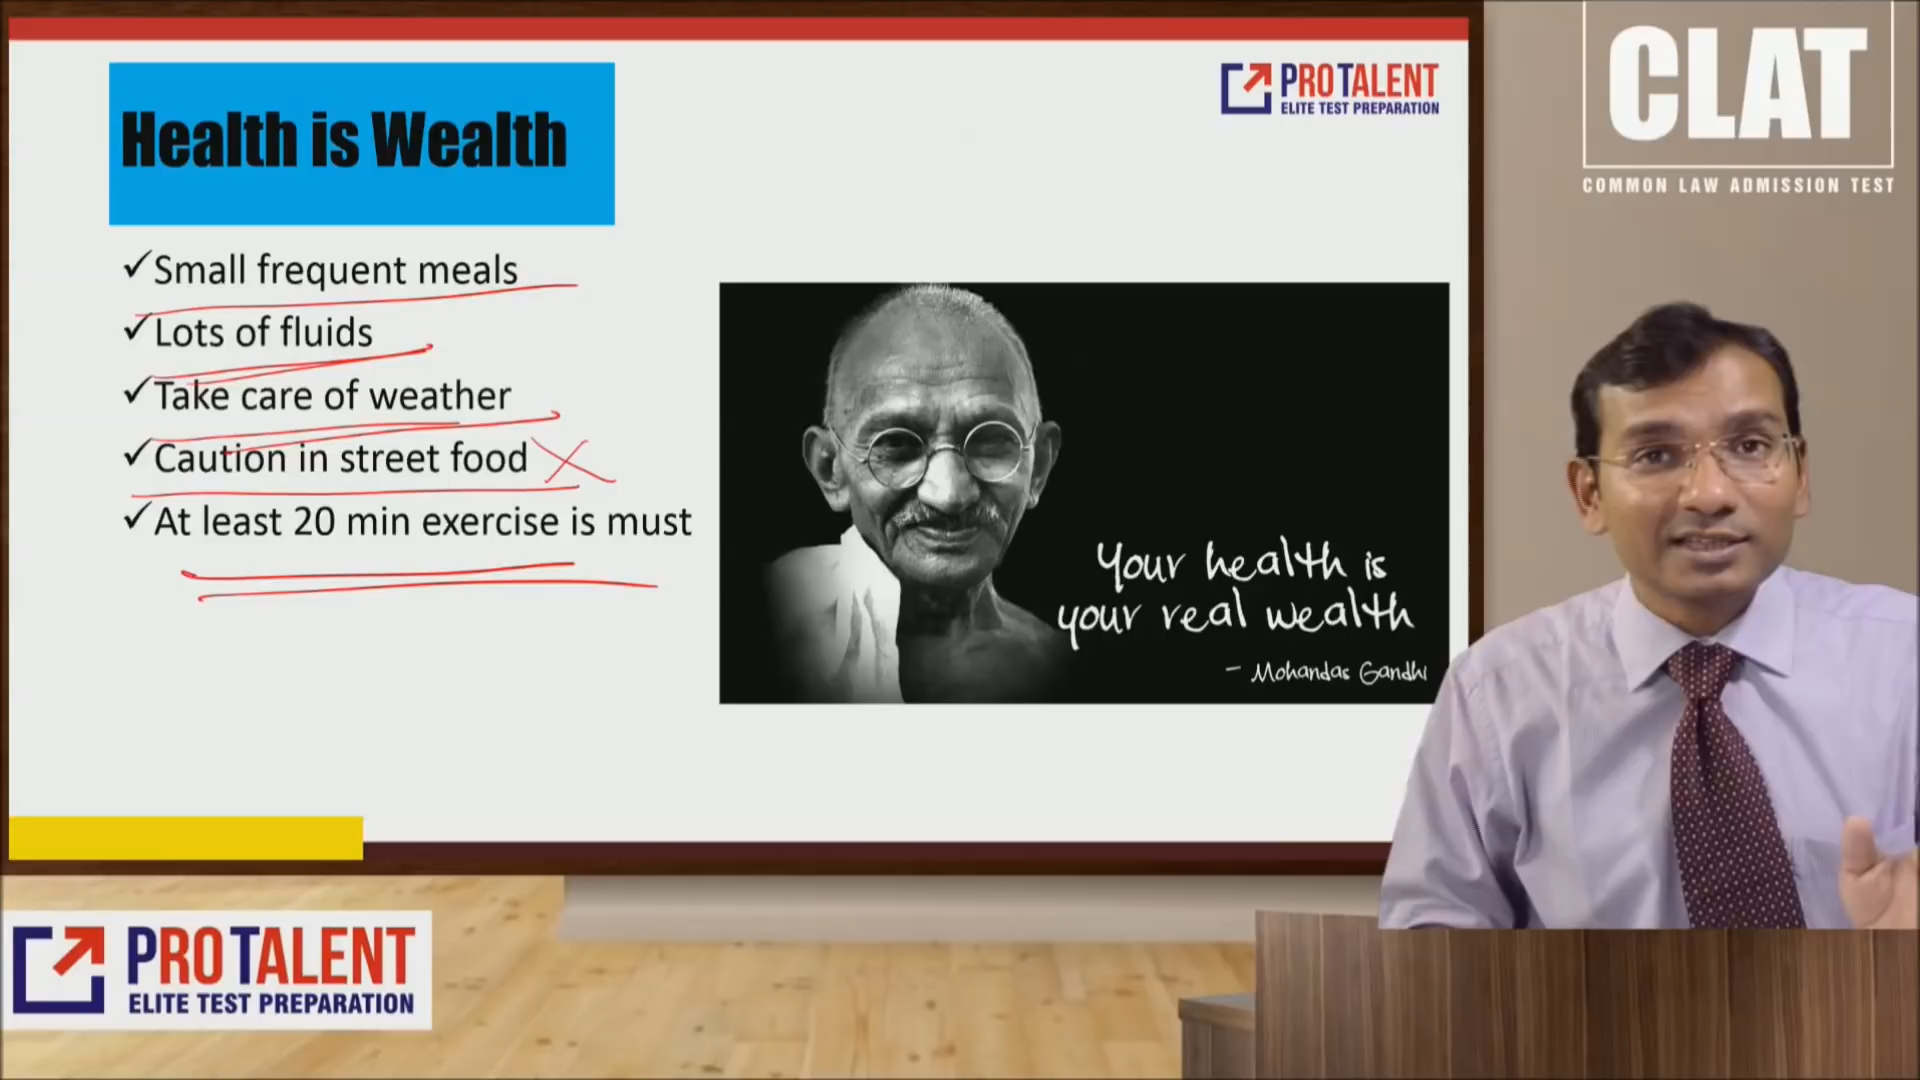 Health is Wealth
PROTALENT
ELITE TEST PREPARATION
CLAT
COMMON LAW ADMISSION TEST
✓Small frequent meals
✓Lots of fluids
✓Take care of weather
✓Caution in street food
✓At least 20 min exercise is must
Your health is
your real wealth
– Mohandas Gandhi
PROTALENT
ELITE TEST PREPARATION